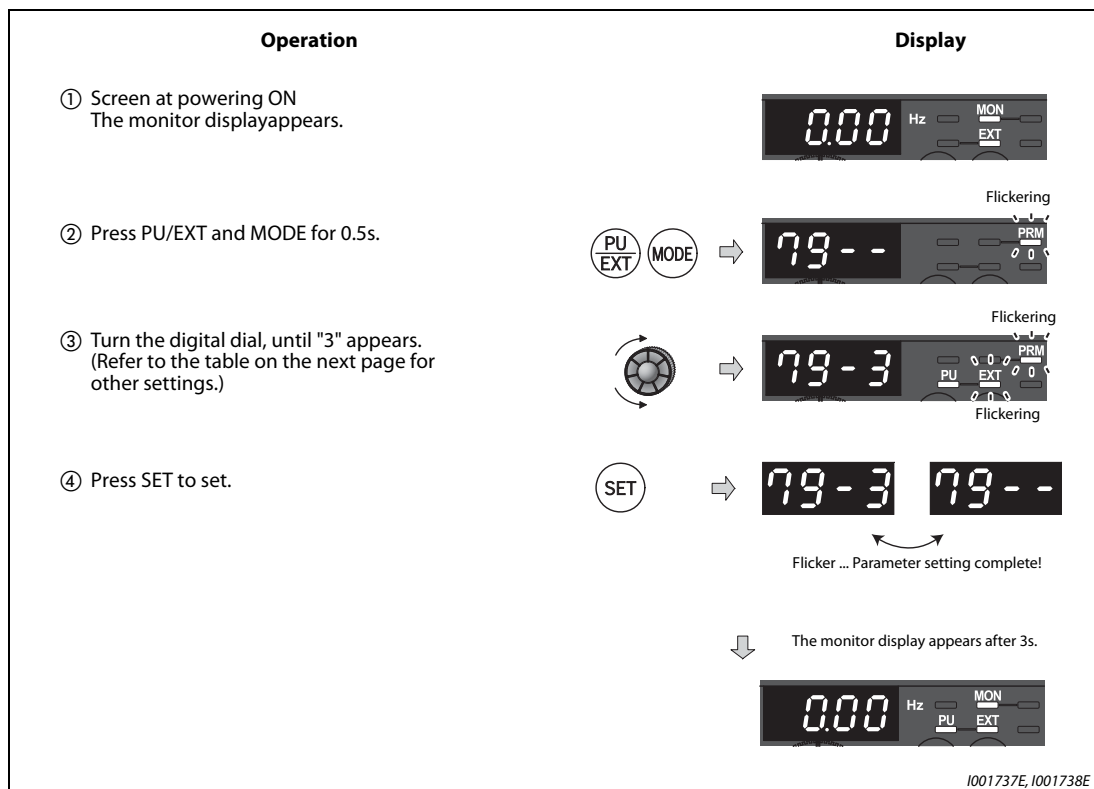 Operation
Display
① Screen at powering ON
The monitor displayappears.
0.00 Hz MON
EXT
② Press PU/EXT and MODE for 0.5s.
PU
EXT
MODE
Flickering
79--
PRM
③ Turn the digital dial, until "3" appears.
(Refer to the table on the next page for
other settings.)
Flickering
79-3
PRM
PU EXT
Flickering
④ Press SET to set.
SET
79-3 79--
Flicker ... Parameter setting complete!
The monitor display appears after 3s.
0.00 Hz MON
PU EXT
I001737E, I001738E